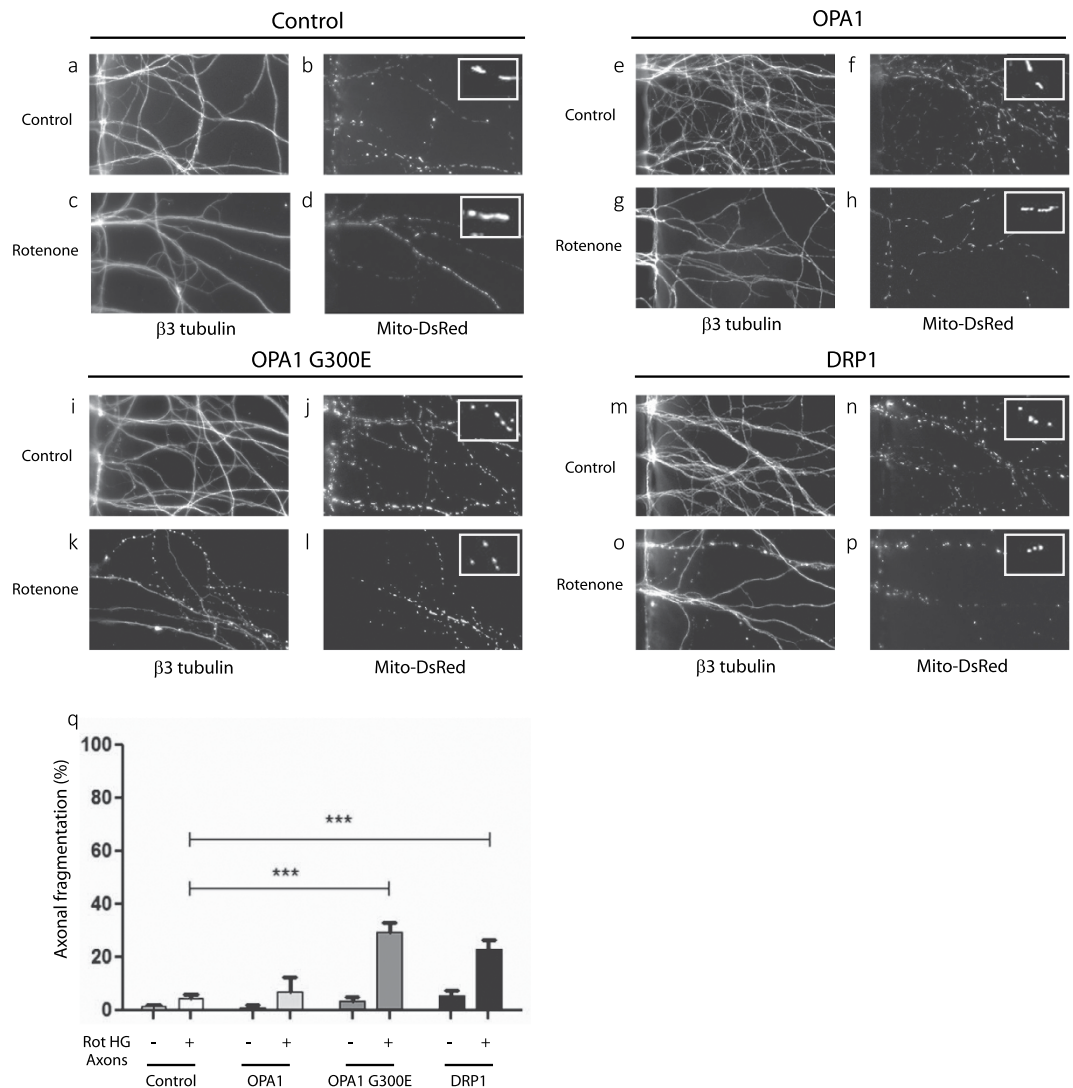 Control
OPA1
a
b
e
f
Control
Control
c
d
g
h
Rotenone
Rotenone
β3 tubulin
Mito-DsRed
β3 tubulin
Mito-DsRed
OPA1 G300E
DRP1
i
j
m
n
Control
Control
k
l
o
p
Rotenone
Rotenone
β3 tubulin
Mito-DsRed
β3 tubulin
Mito-DsRed
q
Axonal fragmentation (%)
100
80
60
40
20
0
***
***
Rot HG - + - + - + - +
Axons
Control OPA1 OPA1 G300E DRP1